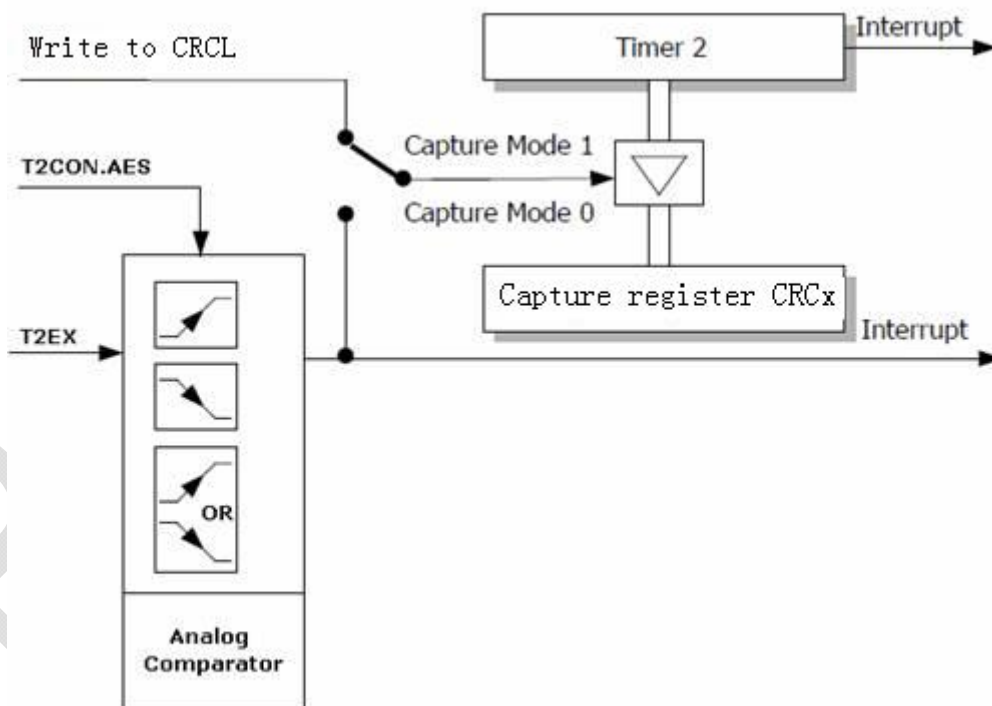 Write to CRCL
Timer 2
Interrupt
T2CON.AES
Capture Mode 1
Capture Mode 0
Capture register CRCx
T2EX
Interrupt
OR
Analog
Comparator